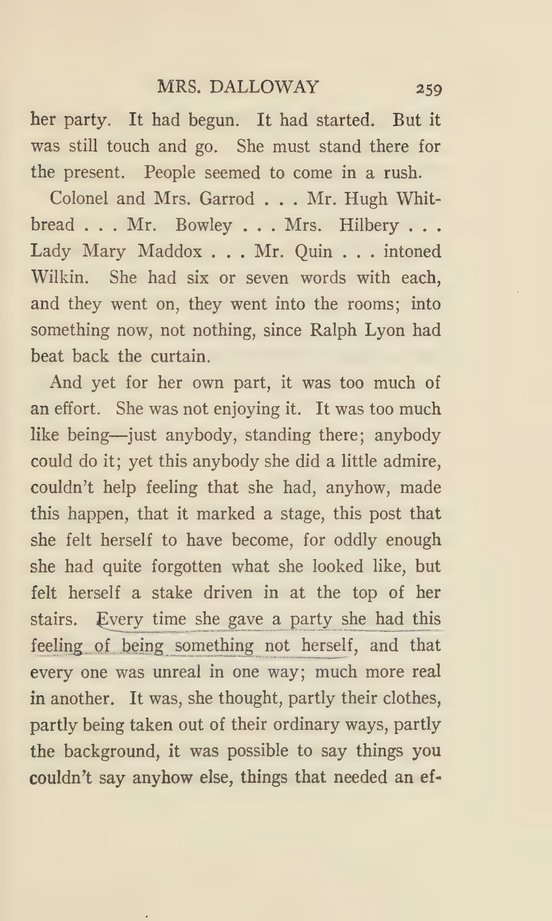 MRS. DALLOWAY 259
her party. It had begun. It had started. But it
was still touch and go. She must stand there for
the present. People seemed to come in a rush.
Colonel and Mrs. Garrod . . . Mr. Hugh Whit-
bread . . . Mr. Bowley . . . Mrs. Hilbery . . .
Lady Mary Maddox . . . Mr. Quin . . . intoned
Wilkin. She had six or seven words with each,
and they went on, they went into the rooms; into
something now, not nothing, since Ralph Lyon had
beat back the curtain.
And yet for her own part, it was too much of
an effort. She was not enjoying it. It was too much
like being—just anybody, standing there; anybody
could do it; yet this anybody she did a little admire,
couldn't help feeling that she had, anyhow, made
this happen, that it marked a stage, this post that
she felt herself to have become, for oddly enough
she had quite forgotten what she looked like, but
felt herself a stake driven in at the top of her
stairs. Every time she gave a party she had this
feeling of being something not herself, and that
every one was unreal in one way; much more real
in another. It was, she thought, partly their clothes,
partly being taken out of their ordinary ways, partly
the background, it was possible to say things you
couldn't say anyhow else, things that needed an ef-